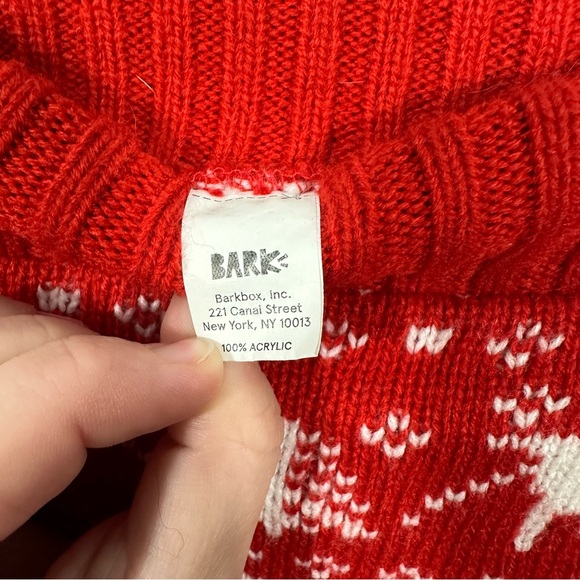 BARK
Barkbox, inc.
221 Canal Street
New York, NY 10013
100% ACRYLIC